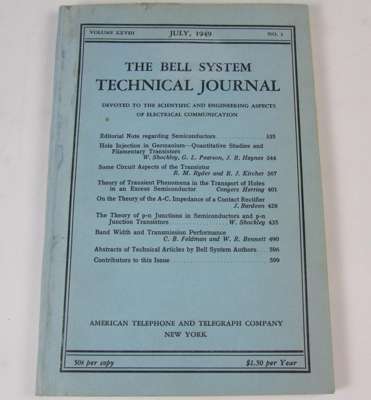 VOLUME XXVIII JULY, 1949 NO. 3
THE BELL SYSTEM
TECHNICAL JOURNAL
DEVOTED TO THE SCIENTIFIC AND ENGINEERING ASPECTS
OF ELECTRICAL COMMUNICATION
Editorial Note regarding Semiconductors 335
Hole Injection in Germanium—Quantitative Studies and
Filamentary Transistors
W. Shockley, G. L. Pearson, J. R. Haynes 344
Some Circuit Aspects of the Transistor
R. M. Ryder and R. J. Kircher 367
Theory of Transient Phenomena in the Transport of Holes
in an Excess Semiconductor Conyers Herring 401
On the Theory of the A-C. Impedance of a Contact Rectifier
J. Bardeen 428
The Theory of p-n Junctions in Semiconductors and p-n
Junction Transistors W. Shockley 435
Band Width and Transmission Performance
C. B. Feldman and W. R. Bennett 490
Abstracts of Technical Articles by Bell System Authors 596
Contributors to this Issue 599
AMERICAN TELEPHONE AND TELEGRAPH COMPANY
NEW YORK
50¢ per copy $1.50 per Year